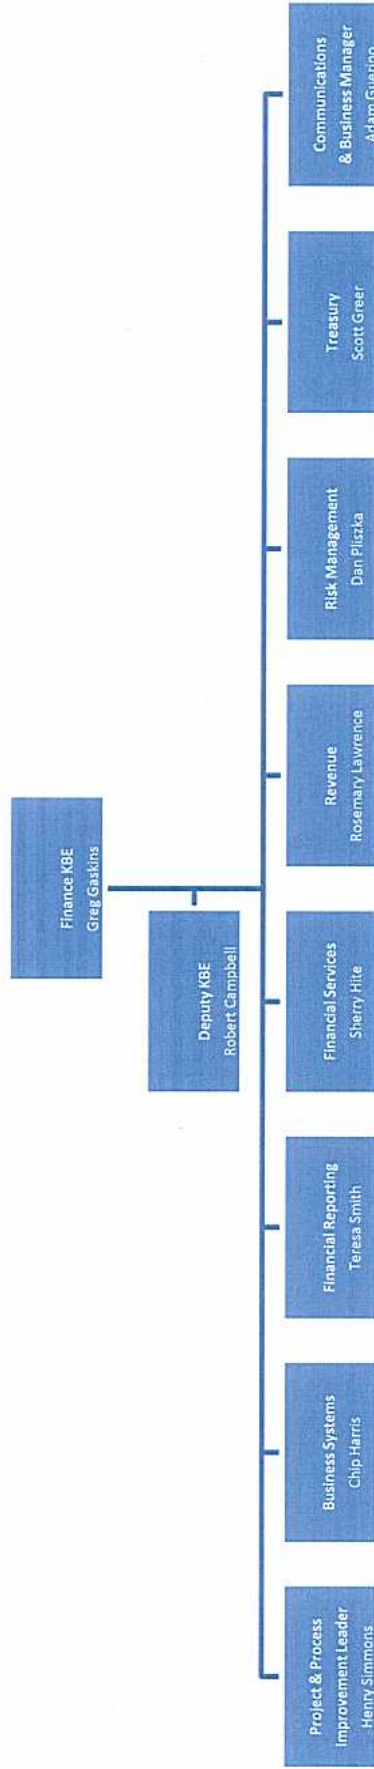 Finance KBE
Greg Gaskins
Deputy KBE
Robert Campbell
Project & Process
Improvement Leader
Henry Simmons
Business Systems
Chip Harris
Financial Reporting
Teresa Smith
Financial Services
Sherry Hite
Revenue
Rosemary Lawrence
Risk Management
Dan Pliszka
Treasury
Scott Greer
Communications
& Business Manager
Adam Guerino